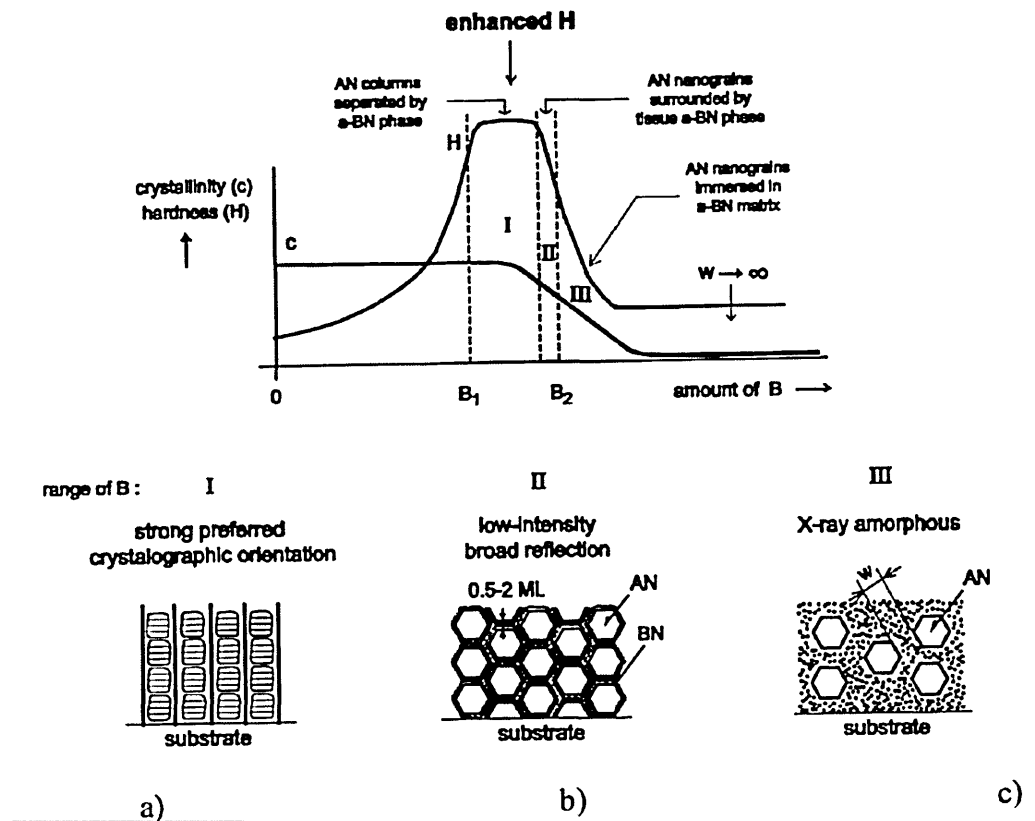 enhanced H
AN columns
separated by
a-BN phase
AN nanograins
surrounded by
tissue a-BN phase
H
AN nanograins
immersed in
a-BN matrix
crystallinity (c)
hardness (H)
c
I
II
III
w → ∞
0
B1
B2
amount of B →
range of B :
I
II
III
strong preferred
crystalographic orientation
low-intensity
broad reflection
X-ray amorphous
0.5-2 ML
AN
BN
w
AN
substrate
substrate
substrate
a)
b)
c)